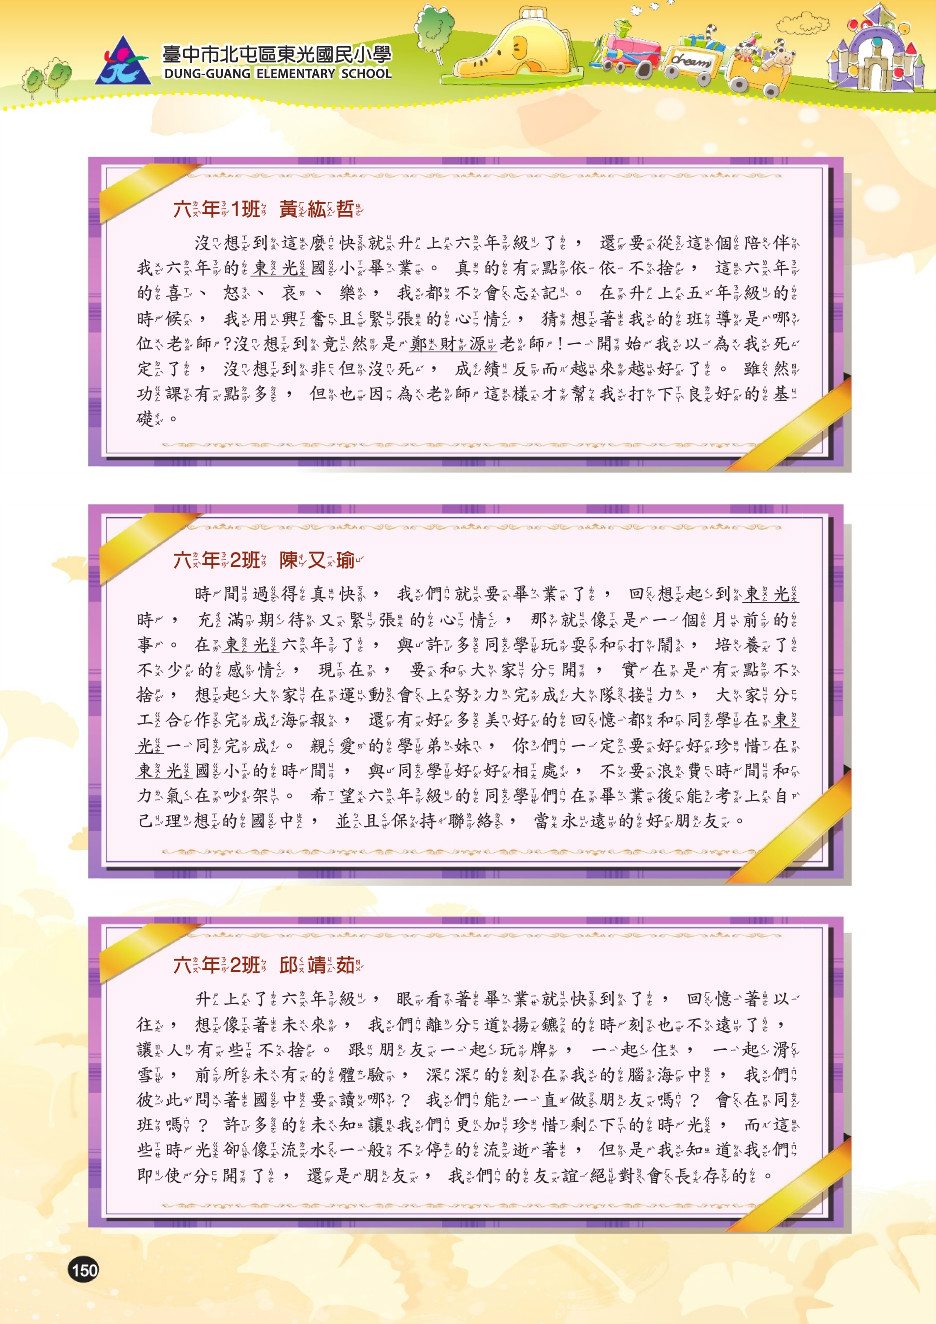 臺中市北屯區東光國民小學
DUNG-GUANG ELEMENTARY SCHOOL
dream
六年1班 黃紘哲
沒想到這麼快就升上六年級了，還要從這個陪伴
我六年的東光國小畢業。真的有點依依不捨，這六年
的喜、怒、哀、樂，我都不會忘記。在升上五年級的
時候，我用興奮且緊張的心情，猜想著我的班導是哪
位老師?沒想到竟然是鄭財源老師!一開始我以為我死
定了，沒想到非但沒死，成績反而越來越好了。雖然
功課有點多，但也因為老師這樣才幫我打下良好的基
礎。
六年2班 陳又瑜
時間過得真快，我們就要畢業了，回想起到東光
時，充滿期待又緊張的心情，那就像是一個月前的
事。在東光六年了，與許多同學玩耍和打鬧，培養了
不少的感情，現在，要和大家分開，實在是有點不
捨，想起大家在運動會上努力完成大隊接力，大家分
工合作完成海報，還有好多美好的回憶都和同學在東
光一同完成。親愛的學弟妹，你們一定要好好珍惜在
東光國小的時間，與同學好好相處，不要浪費時間和
力氣在吵架。希望六年級的同學們在畢業後能考上自
己理想的國中，並且保持聯絡，當永遠的好朋友。
六年2班 邱靖茹
升上了六年級，眼看著畢業就快到了，回憶著以
往，想像著未來，我們離分道揚鑣的時刻也不遠了，
讓人有些不捨。跟朋友一起玩牌，一起住，一起滑
雪，前所未有的體驗，深深的刻在我的腦海中，我們
彼此問著國中要讀哪？我們能一直做朋友嗎？會在同
班嗎？許多的未知讓我們更加珍惜剩下的時光，而這
些時光卻像流水一般不停的流逝著，但是我知道我們
即使分開了，還是朋友，我們的友誼絕對會長存的。
150